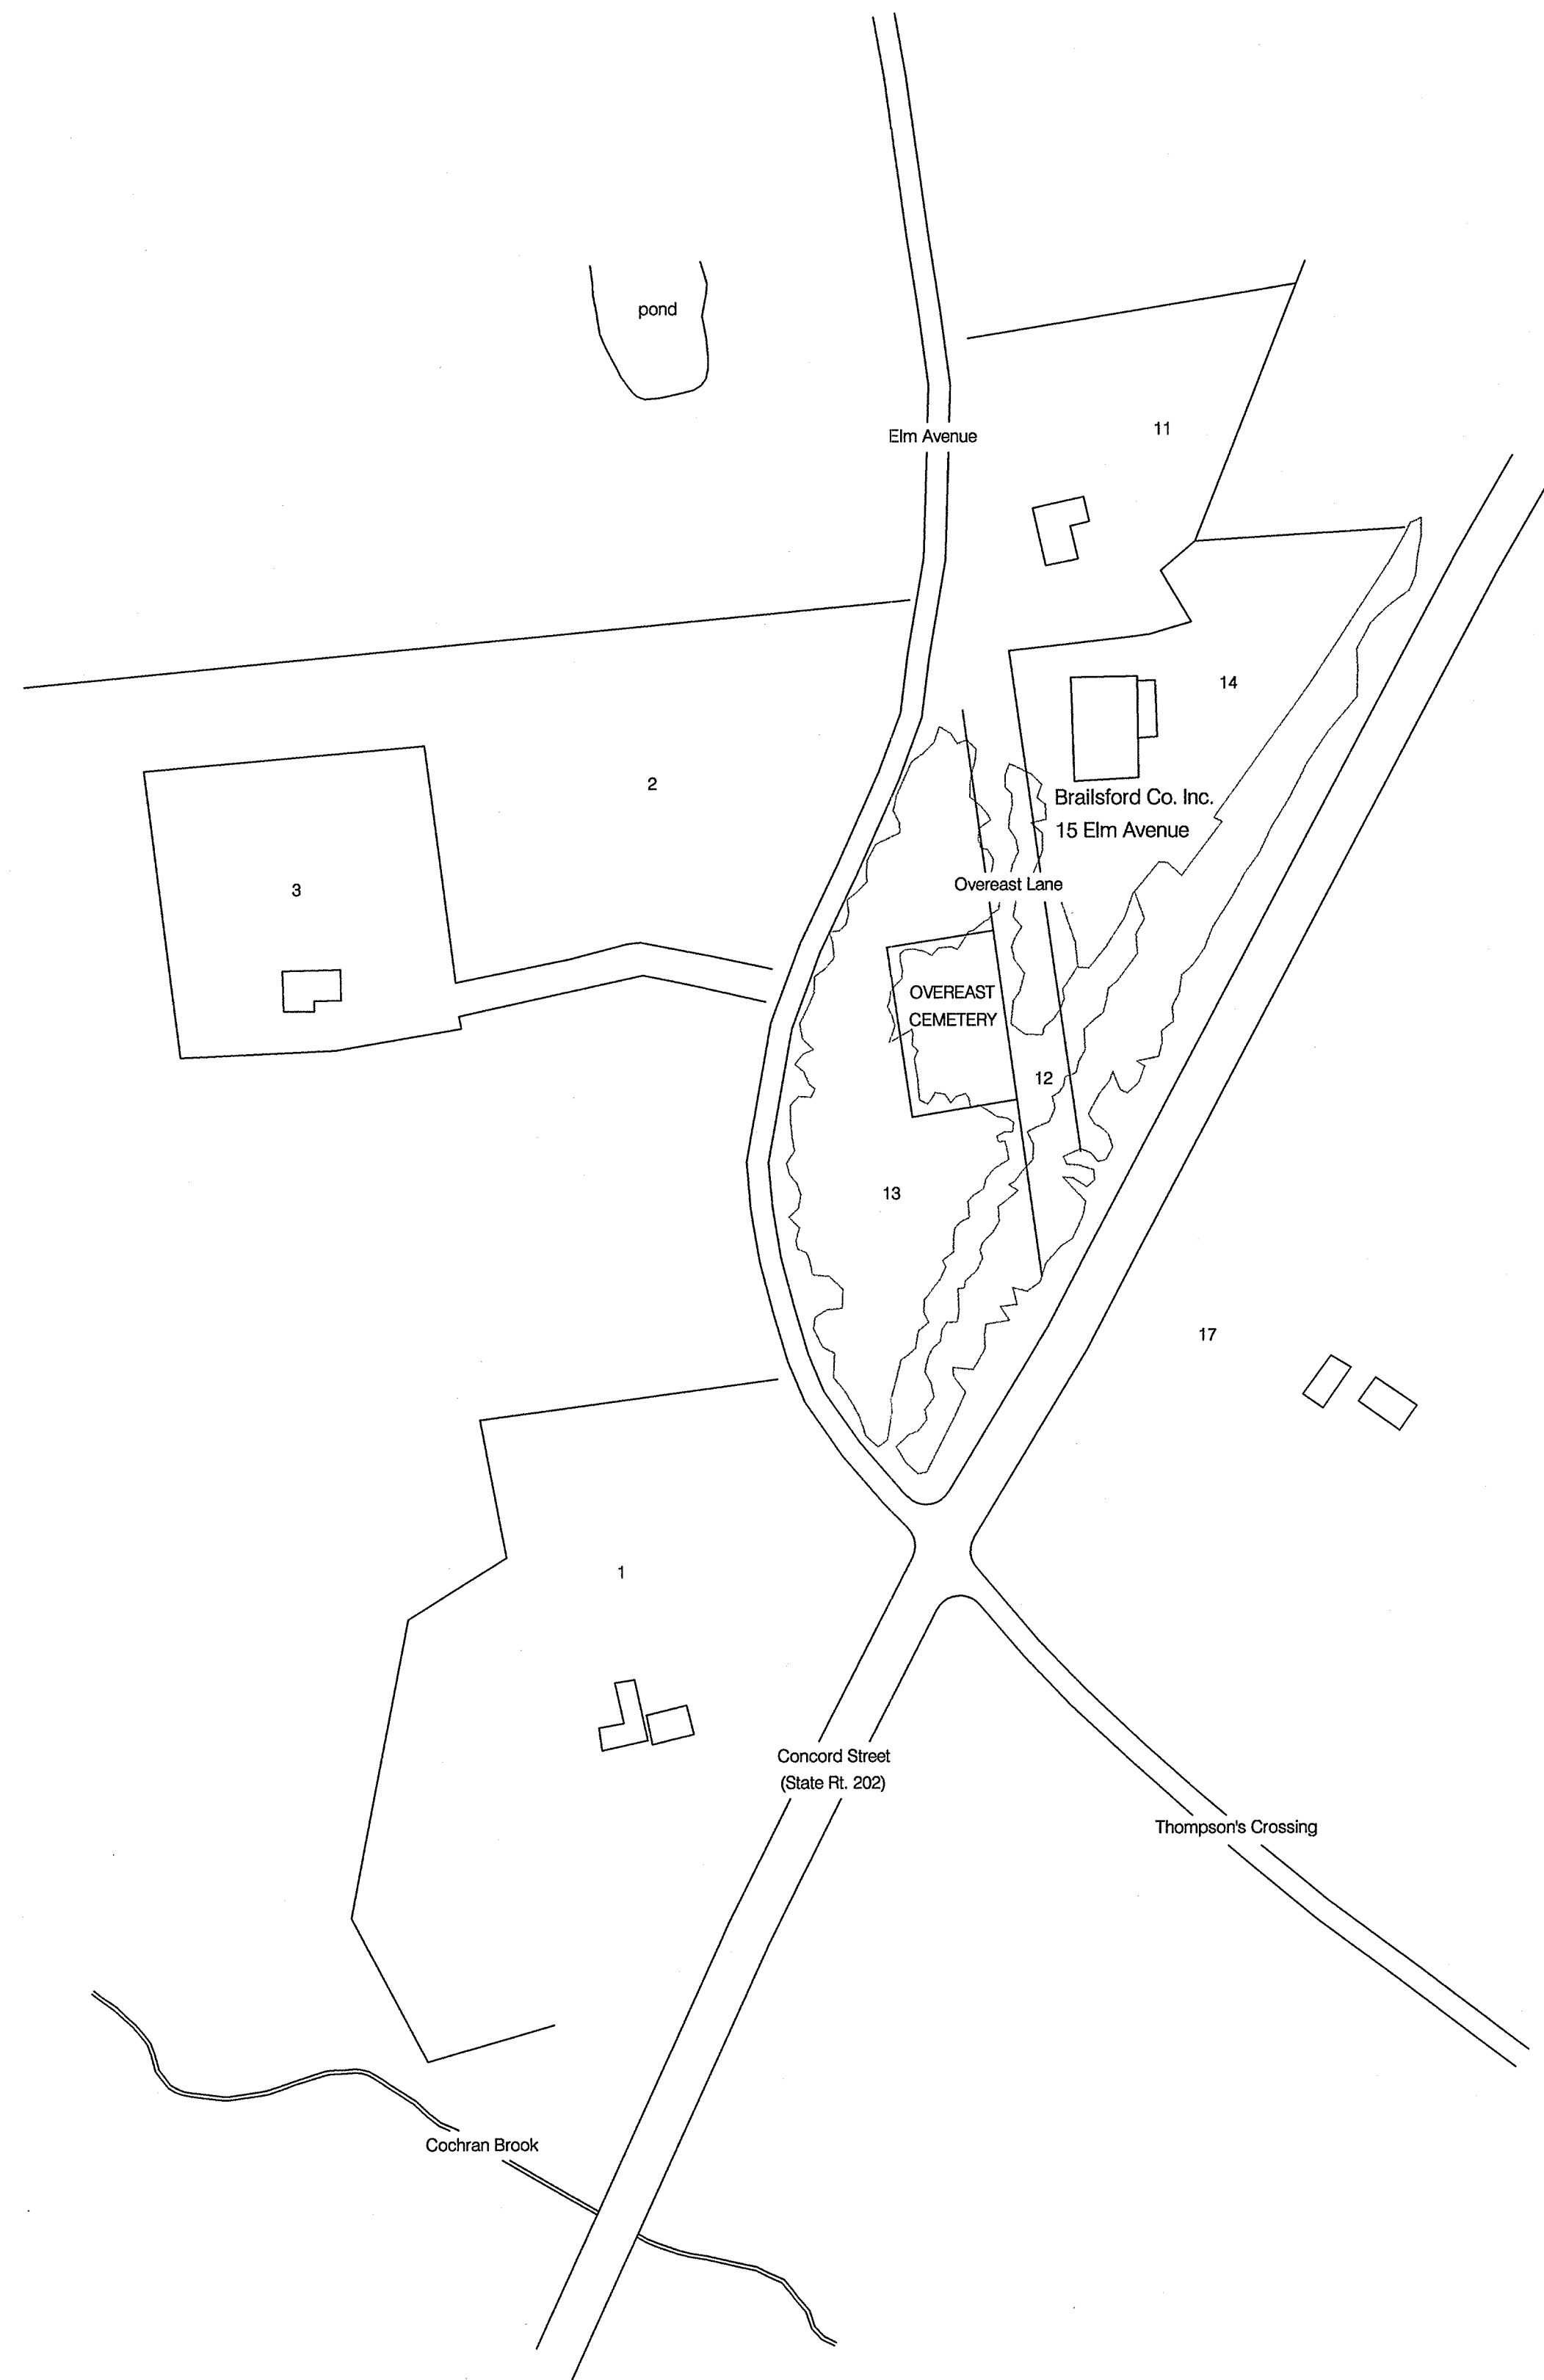 pond
Elm Avenue
11
14
2
Brailsford Co. Inc.
15 Elm Avenue
3
Overeast Lane
OVEREAST
CEMETERY
12
13
17
1
Concord Street
(State Rt. 202)
Thompson's Crossing
Cochran Brook